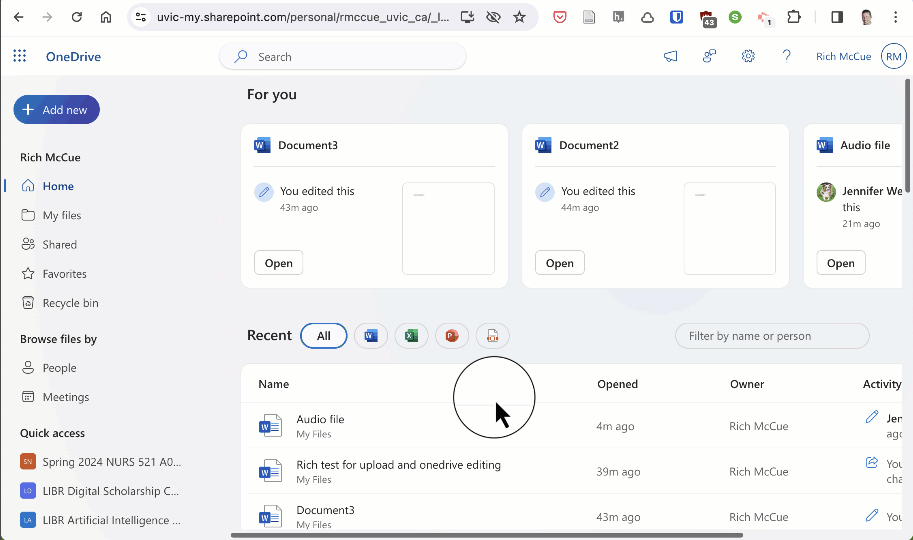 uvic-my.sharepoint.com/personal/rmccue_uvic_ca/_l...
43
1
OneDrive
Search
Rich McCue
RM
Add new
Rich McCue
Home
My files
Shared
Favorites
Recycle bin
Browse files by
People
Meetings
Quick access
SN Spring 2024 NURS 521 A0...
LD LIBR Digital Scholarship C...
LA LIBR Artificial Intelligence ...
For you
Document3
You edited this
43m ago
Open
Document2
You edited this
44m ago
Open
Audio file
Jennifer We
this
21m ago
Open
Recent
All
Filter by name or person
Name
Opened
Owner
Activity
Audio file
My Files
4m ago
Rich McCue
Jen
ago
Rich test for upload and onedrive editing
My Files
39m ago
Rich McCue
You
cha
Document3
My Files
43m ago
Rich McCue
You